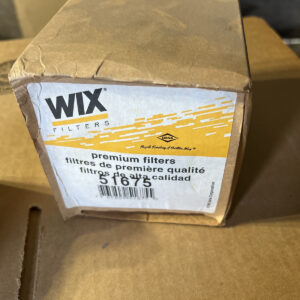 WIX
FILTERS
premium filters
filtres de première qualité
filtros de alta calidad
51675